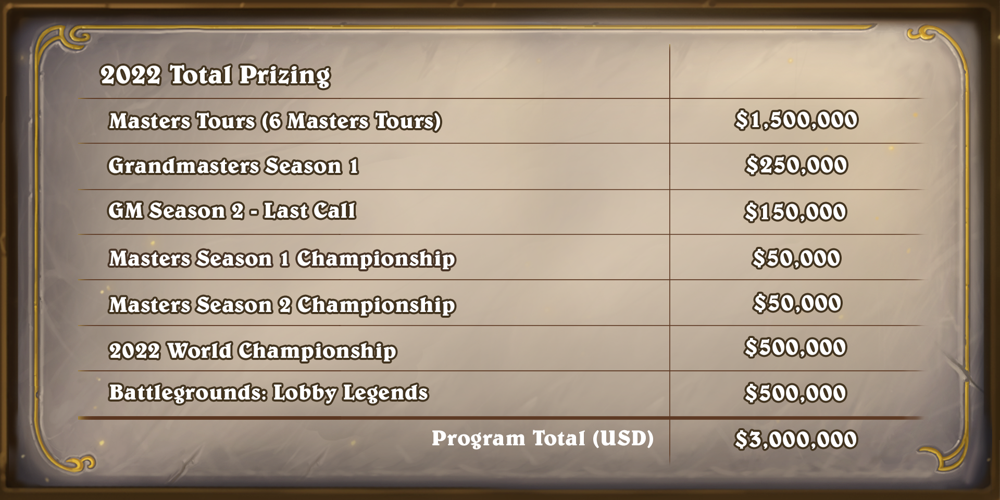 2022 Total Prizing
Masters Tours (6 Masters Tours) $1,500,000
Grandmasters Season 1 $250,000
GM Season 2 - Last Call $150,000
Masters Season 1 Championship $50,000
Masters Season 2 Championship $50,000
2022 World Championship $500,000
Battlegrounds: Lobby Legends $500,000
Program Total (USD) $3,000,000